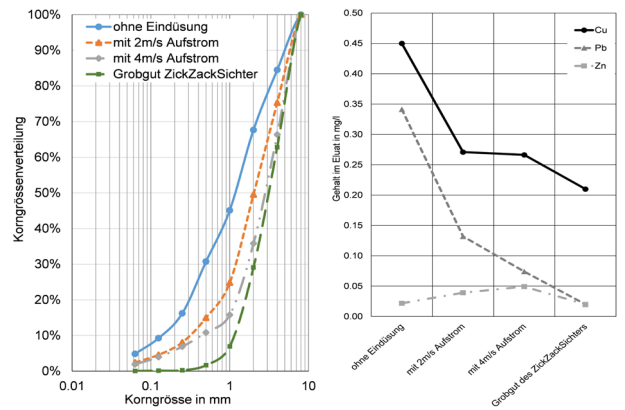 Korngrössenverteilung
100%
90%
80%
70%
60%
50%
40%
30%
20%
10%
0%
0.01
0.1
1
10
Korngrösse in mm
ohne Eindüsung
mit 2m/s Aufstrom
mit 4m/s Aufstrom
Grobgut ZickZackSichter
Gehalt im Eluat in mg/l
0.50
0.45
0.40
0.35
0.30
0.25
0.20
0.15
0.10
0.05
0.00
ohne Eindüsung
mit 2m/s Aufstrom
mit 4m/s Aufstrom
Grobgut des ZickZackSichters
Cu
Pb
Zn